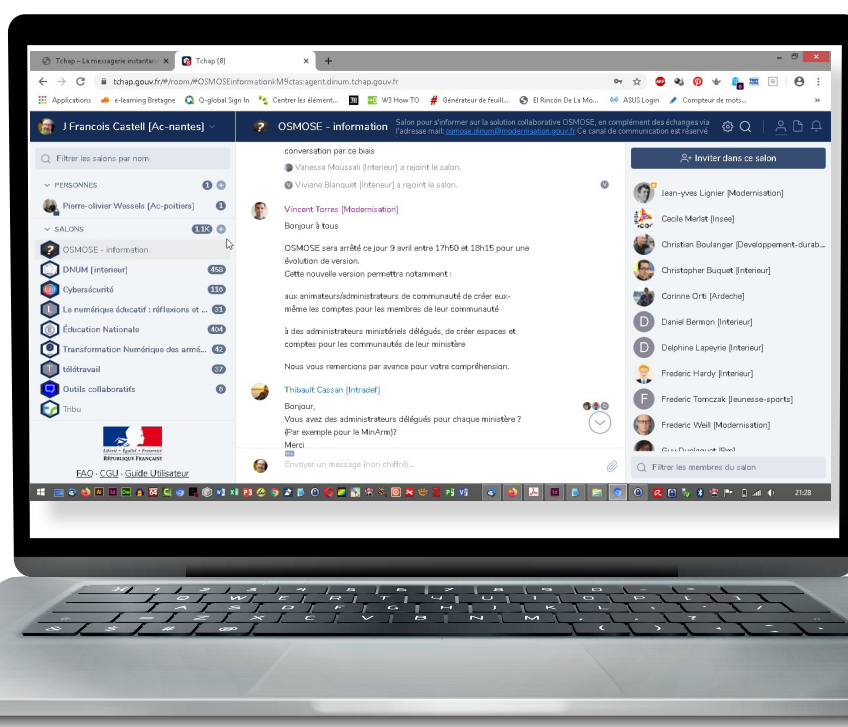 Tchap – La messagerie instantan
Tchap [8]
tchap.gouv.fr/#/room/#OSMOSEinformationkM9ctas:agent.dinum.tchap.gouv.fr
Applications
e-learning Bretagne
Q-global Sign In
Centrer les élément...
W3 How TO
Générateur de feuill...
El Rincón De La Mo...
ASUS Login
Compteur de mots...
J Francois Castell [Ac-nantes]
OSMOSE - information
Salon pour s'informer sur la solution collaborative OSMOSE, en complément des échanges via
l'adresse mail: osmose.dinum@modernisation.gouv.fr Ce canal de communication est réservé
Filtrer les salons par nom
PERSONNES 1
Pierre-olivier Wessels [Ac-poitiers] 1
SALONS 1.1K
OSMOSE - information
DNUM [interieur] 458
Cybersécurité 116
Le numérique éducatif : réflexions et ... 31
Éducation Nationale 404
Transformation Numérique des armé... 42
télétravail 37
Outils collaboratifs 6
Tribu
Liberté • Égalité • Fraternité
RÉPUBLIQUE FRANÇAISE
FAQ · CGU · Guide Utilisateur
conversation par ce biais
Vanessa Moussali [Interieur] a rejoint le salon.
Viviane Blanquet [Interieur] a rejoint le salon.
Vincent Torres [Modernisation]
Bonjour à tous
OSMOSE sera arrêté ce jour 9 avril entre 17h50 et 18h15 pour une
évolution de version.
Cette nouvelle version permettra notamment :
aux animateurs/administrateurs de communauté de créer eux-
même les comptes pour les membres de leur communauté
à des administrateurs ministériels délégués, de créer espaces et
comptes pour les communautés de leur ministère
Nous vous remercions par avance pour votre compréhension.
Thibault Cassan [Intradef]
Bonjour,
Vous avez des administrateurs délégués pour chaque ministère ?
(Par exemple pour le MinArm)?
Merci
Envoyer un message (non chiffré)...
Inviter dans ce salon
Jean-yves Lignier [Modernisation]
Cecile Merlat [Insee]
Christian Boulanger [Developpement-durab...
Christopher Buquet [Interieur]
Corinne Orti [Ardeche]
D Daniel Bermon [Interieur]
D Delphine Lapeyrie [Interieur]
Frederic Hardy [Interieur]
F Frederic Tomczak [Jeunesse-sports]
Frederic Weill [Modernisation]
Filtrer les membres du salon
21:28